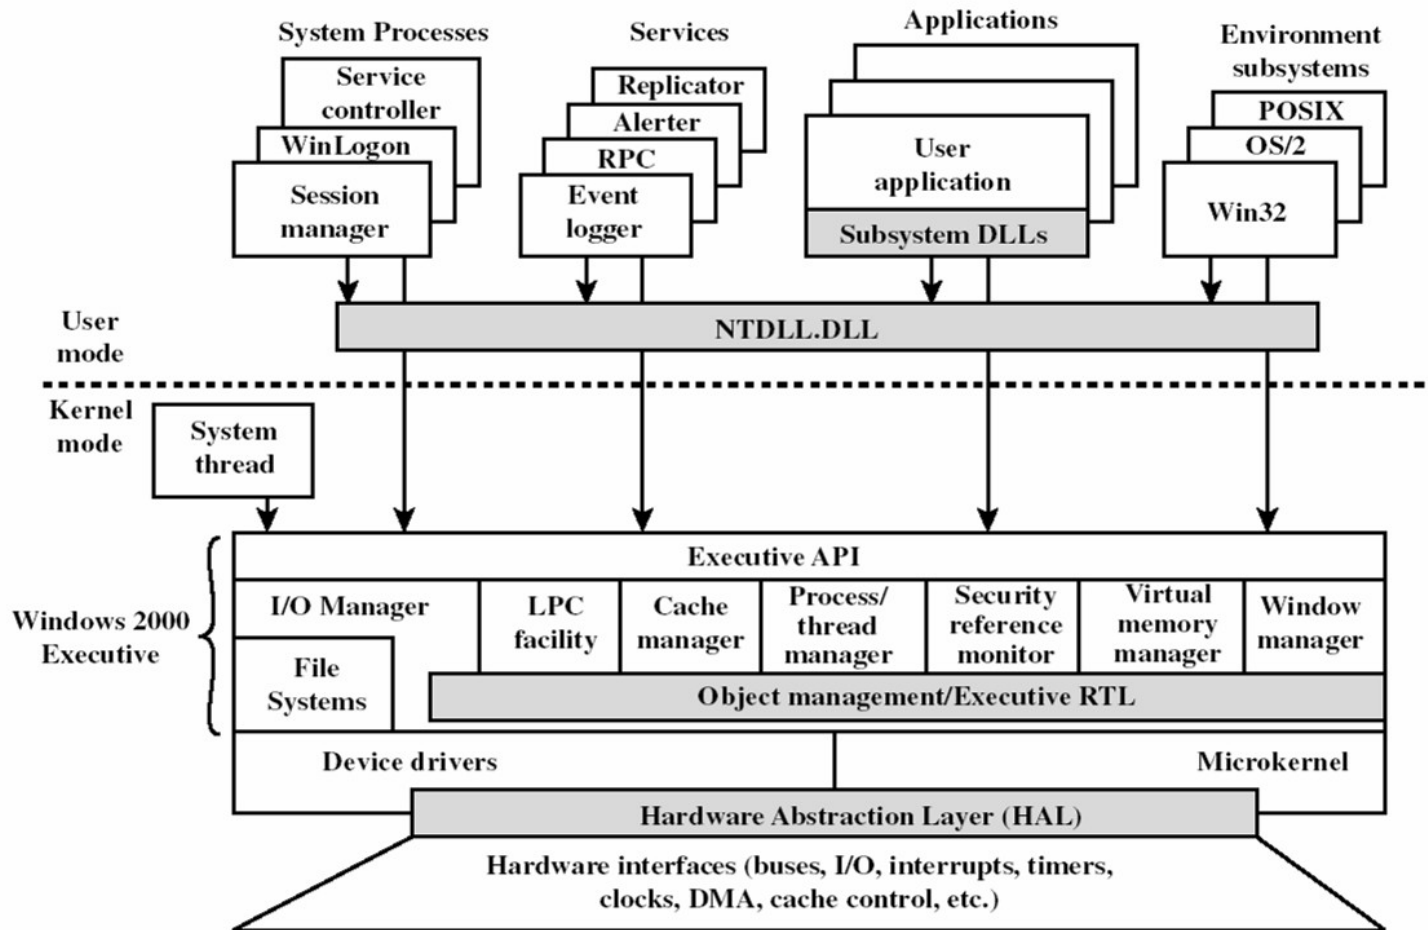 System Processes
Service
controller
WinLogon
Session
manager
Services
Replicator
Alerter
RPC
Event
logger
Applications
User
application
Subsystem DLLs
Environment
subsystems
POSIX
OS/2
Win32
User
mode
NTDLL.DLL
Kernel
mode
System
thread
Windows 2000
Executive
Executive API
I/O Manager
File
Systems
LPC
facility
Cache
manager
Process/
thread
manager
Security
reference
monitor
Virtual
memory
manager
Window
manager
Object management/Executive RTL
Device drivers
Microkernel
Hardware Abstraction Layer (HAL)
Hardware interfaces (buses, I/O, interrupts, timers,
clocks, DMA, cache control, etc.)